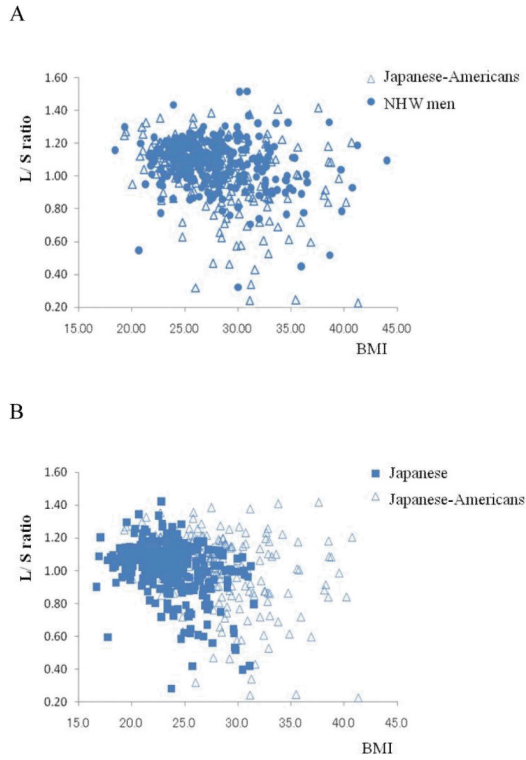 A
1.60
1.40
1.20
1.00
0.80
0.60
0.40
0.20
L/ S ratio
15.00 20.00 25.00 30.00 35.00 40.00 45.00
BMI
Japanese-Americans
NHW men
B
1.60
1.40
1.20
1.00
0.80
0.60
0.40
0.20
L/ S ratio
15.0 20.0 25.0 30.0 35.0 40.0 45.0
BMI
Japanese
Japanese-Americans